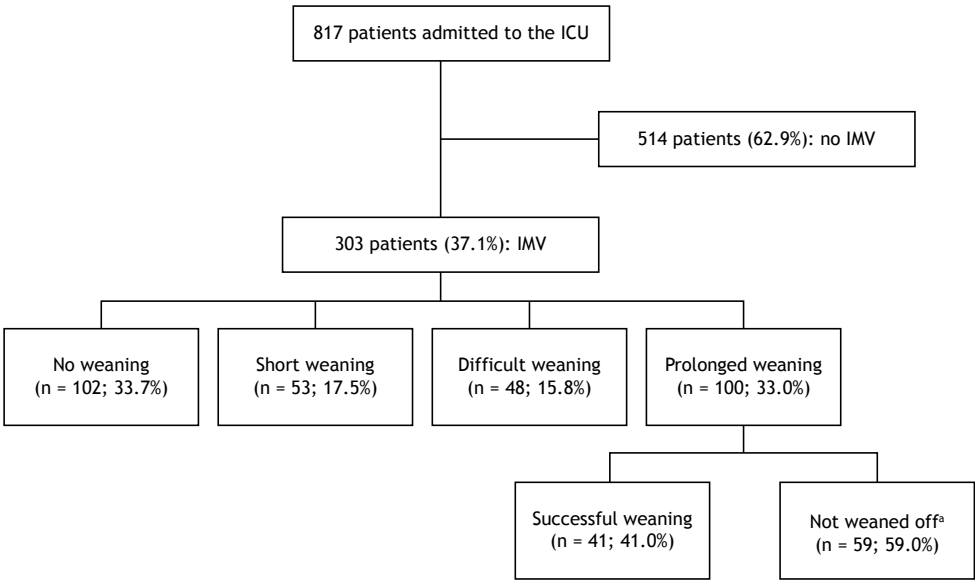 817 patients admitted to the ICU
514 patients (62.9%): no IMV
303 patients (37.1%): IMV
No weaning
(n = 102; 33.7%)
Short weaning
(n = 53; 17.5%)
Difficult weaning
(n = 48; 15.8%)
Prolonged weaning
(n = 100; 33.0%)
Successful weaning
(n = 41; 41.0%)
Not weaned offᵃ
(n = 59; 59.0%)